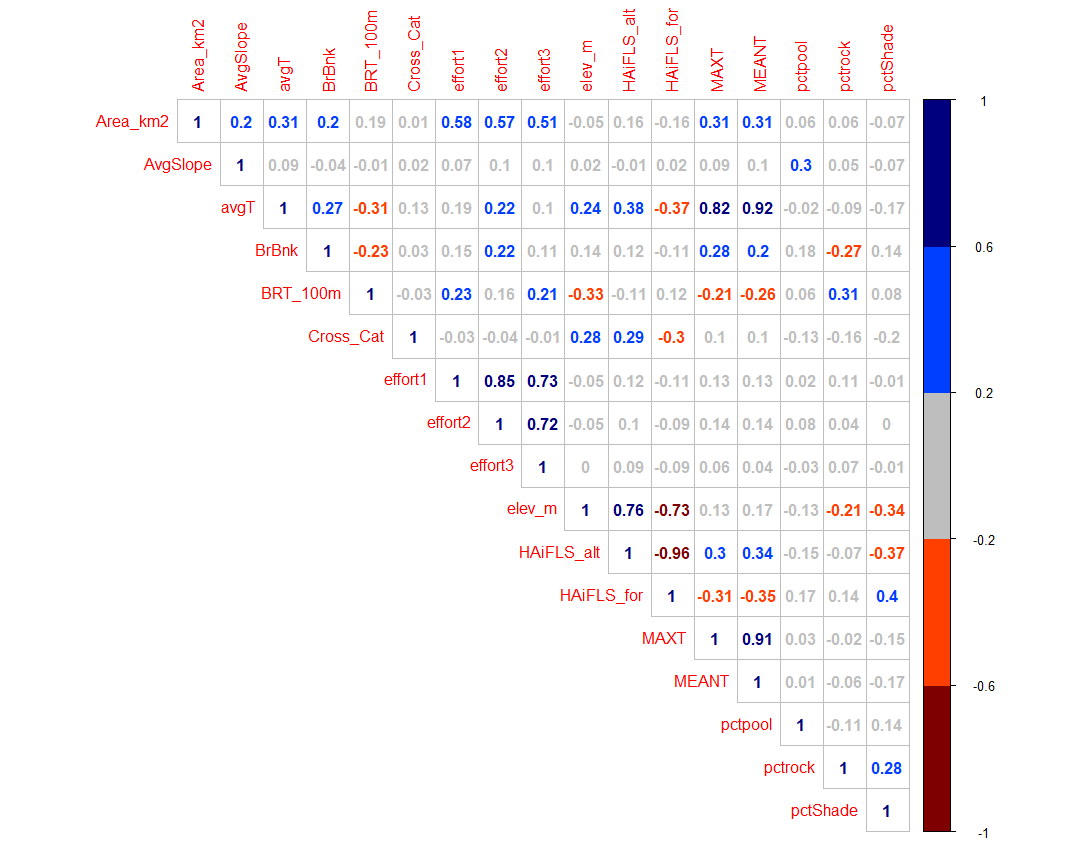 Area_km2 AvgSlope avgT BrBnk BRT_100m Cross_Cat effort1 effort2 effort3 elev_m HAiFLS_alt HAiFLS_for MAXT MEANT pctpool pctrock pctShade
Area_km2 1 0.2 0.31 0.2 0.19 0.01 0.58 0.57 0.51 -0.05 0.16 -0.16 0.31 0.31 0.06 0.06 -0.07
AvgSlope 1 0.09 -0.04 -0.01 0.02 0.07 0.1 0.1 0.02 -0.01 0.02 0.09 0.1 0.3 0.05 -0.07
avgT 1 0.27 -0.31 0.13 0.19 0.22 0.1 0.24 0.38 -0.37 0.82 0.92 -0.02 -0.09 -0.17
BrBnk 1 -0.23 0.03 0.15 0.22 0.11 0.14 0.12 -0.11 0.28 0.2 0.18 -0.27 0.14
BRT_100m 1 -0.03 0.23 0.16 0.21 -0.33 -0.11 0.12 -0.21 -0.26 0.06 0.31 0.08
Cross_Cat 1 -0.03 -0.04 -0.01 0.28 0.29 -0.3 0.1 0.1 -0.13 -0.16 -0.2
effort1 1 0.85 0.73 -0.05 0.12 -0.11 0.13 0.13 0.02 0.11 -0.01
effort2 1 0.72 -0.05 0.1 -0.09 0.14 0.14 0.08 0.04 0
effort3 1 0 0.09 -0.09 0.06 0.04 -0.03 0.07 -0.01
elev_m 1 0.76 -0.73 0.13 0.17 -0.13 -0.21 -0.34
HAiFLS_alt 1 -0.96 0.3 0.34 -0.15 -0.07 -0.37
HAiFLS_for 1 -0.31 -0.35 0.17 0.14 0.4
MAXT 1 0.91 0.03 -0.02 -0.15
MEANT 1 0.01 -0.06 -0.17
pctpool 1 -0.11 0.14
pctrock 1 0.28
pctShade 1
1
0.6
0.2
-0.2
-0.6
-1